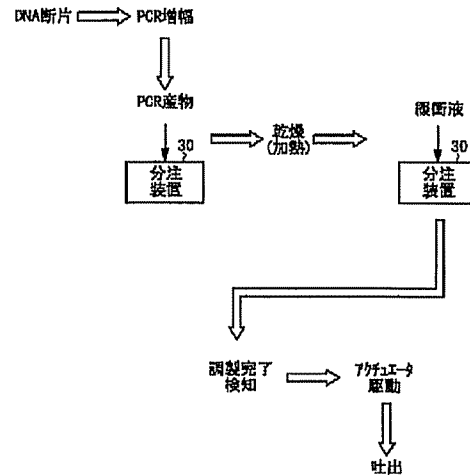 DNA断片
PCR増幅
PCR産物
30
分注
装置
乾燥
(加熱)
緩衝液
30
分注
装置
調製完了
検知
アクチュエータ
駆動
吐出